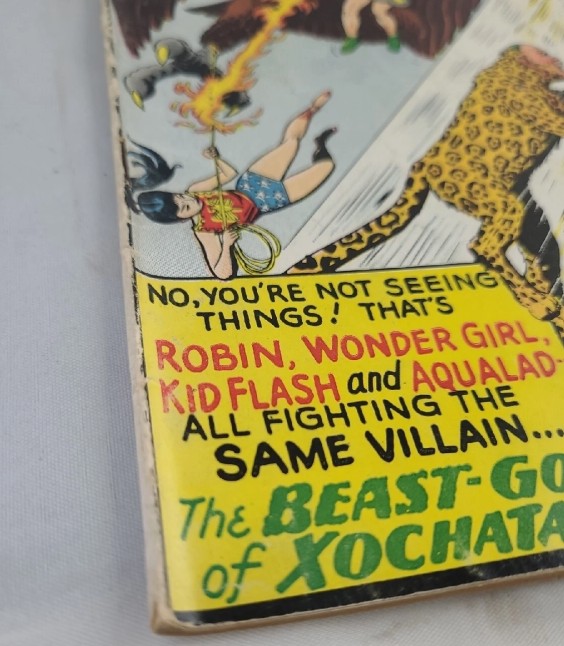 NO, YOU'RE NOT SEEING
THINGS! THAT'S
ROBIN, WONDER GIRL,
KID FLASH and AQUALAD-
ALL FIGHTING THE
SAME VILLAIN...
The BEAST-GO
of XOCHATA